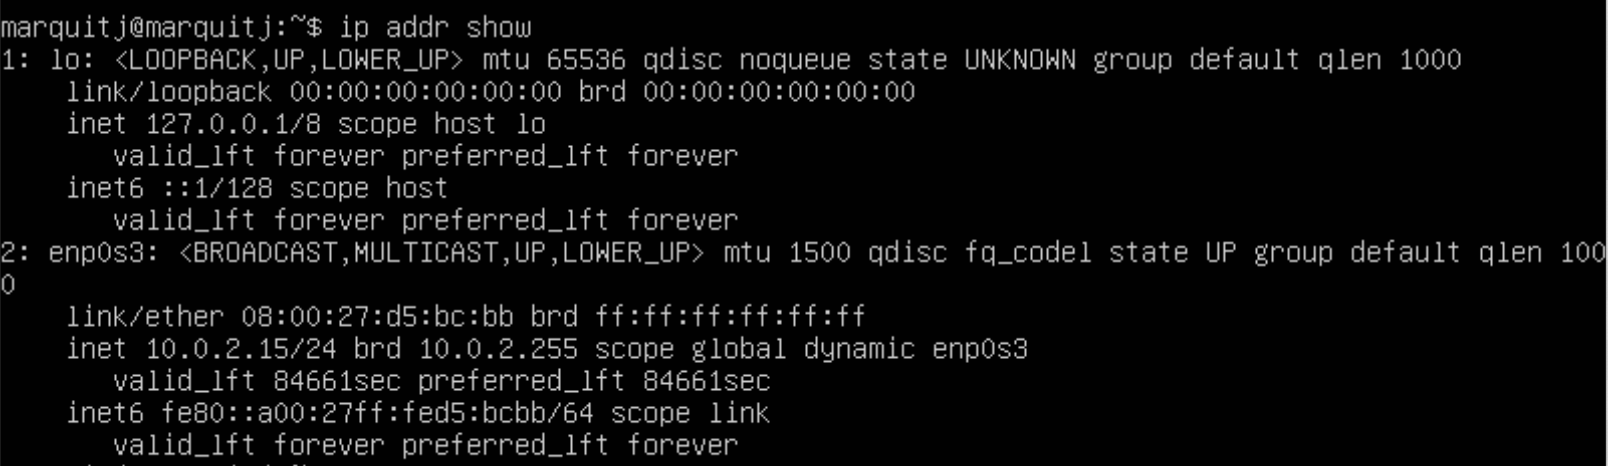 marquitj@marquitj:~$ ip addr show
1: lo: <LOOPBACK,UP,LOWER_UP> mtu 65536 qdisc noqueue state UNKNOWN group default qlen 1000
    link/loopback 00:00:00:00:00:00 brd 00:00:00:00:00:00
    inet 127.0.0.1/8 scope host lo
       valid_lft forever preferred_lft forever
    inet6 ::1/128 scope host
       valid_lft forever preferred_lft forever
2: enp0s3: <BROADCAST,MULTICAST,UP,LOWER_UP> mtu 1500 qdisc fq_codel state UP group default qlen 100
0
    link/ether 08:00:27:d5:bc:bb brd ff:ff:ff:ff:ff:ff
    inet 10.0.2.15/24 brd 10.0.2.255 scope global dynamic enp0s3
       valid_lft 84661sec preferred_lft 84661sec
    inet6 fe80::a00:27ff:fed5:bcbb/64 scope link
       valid_lft forever preferred_lft forever